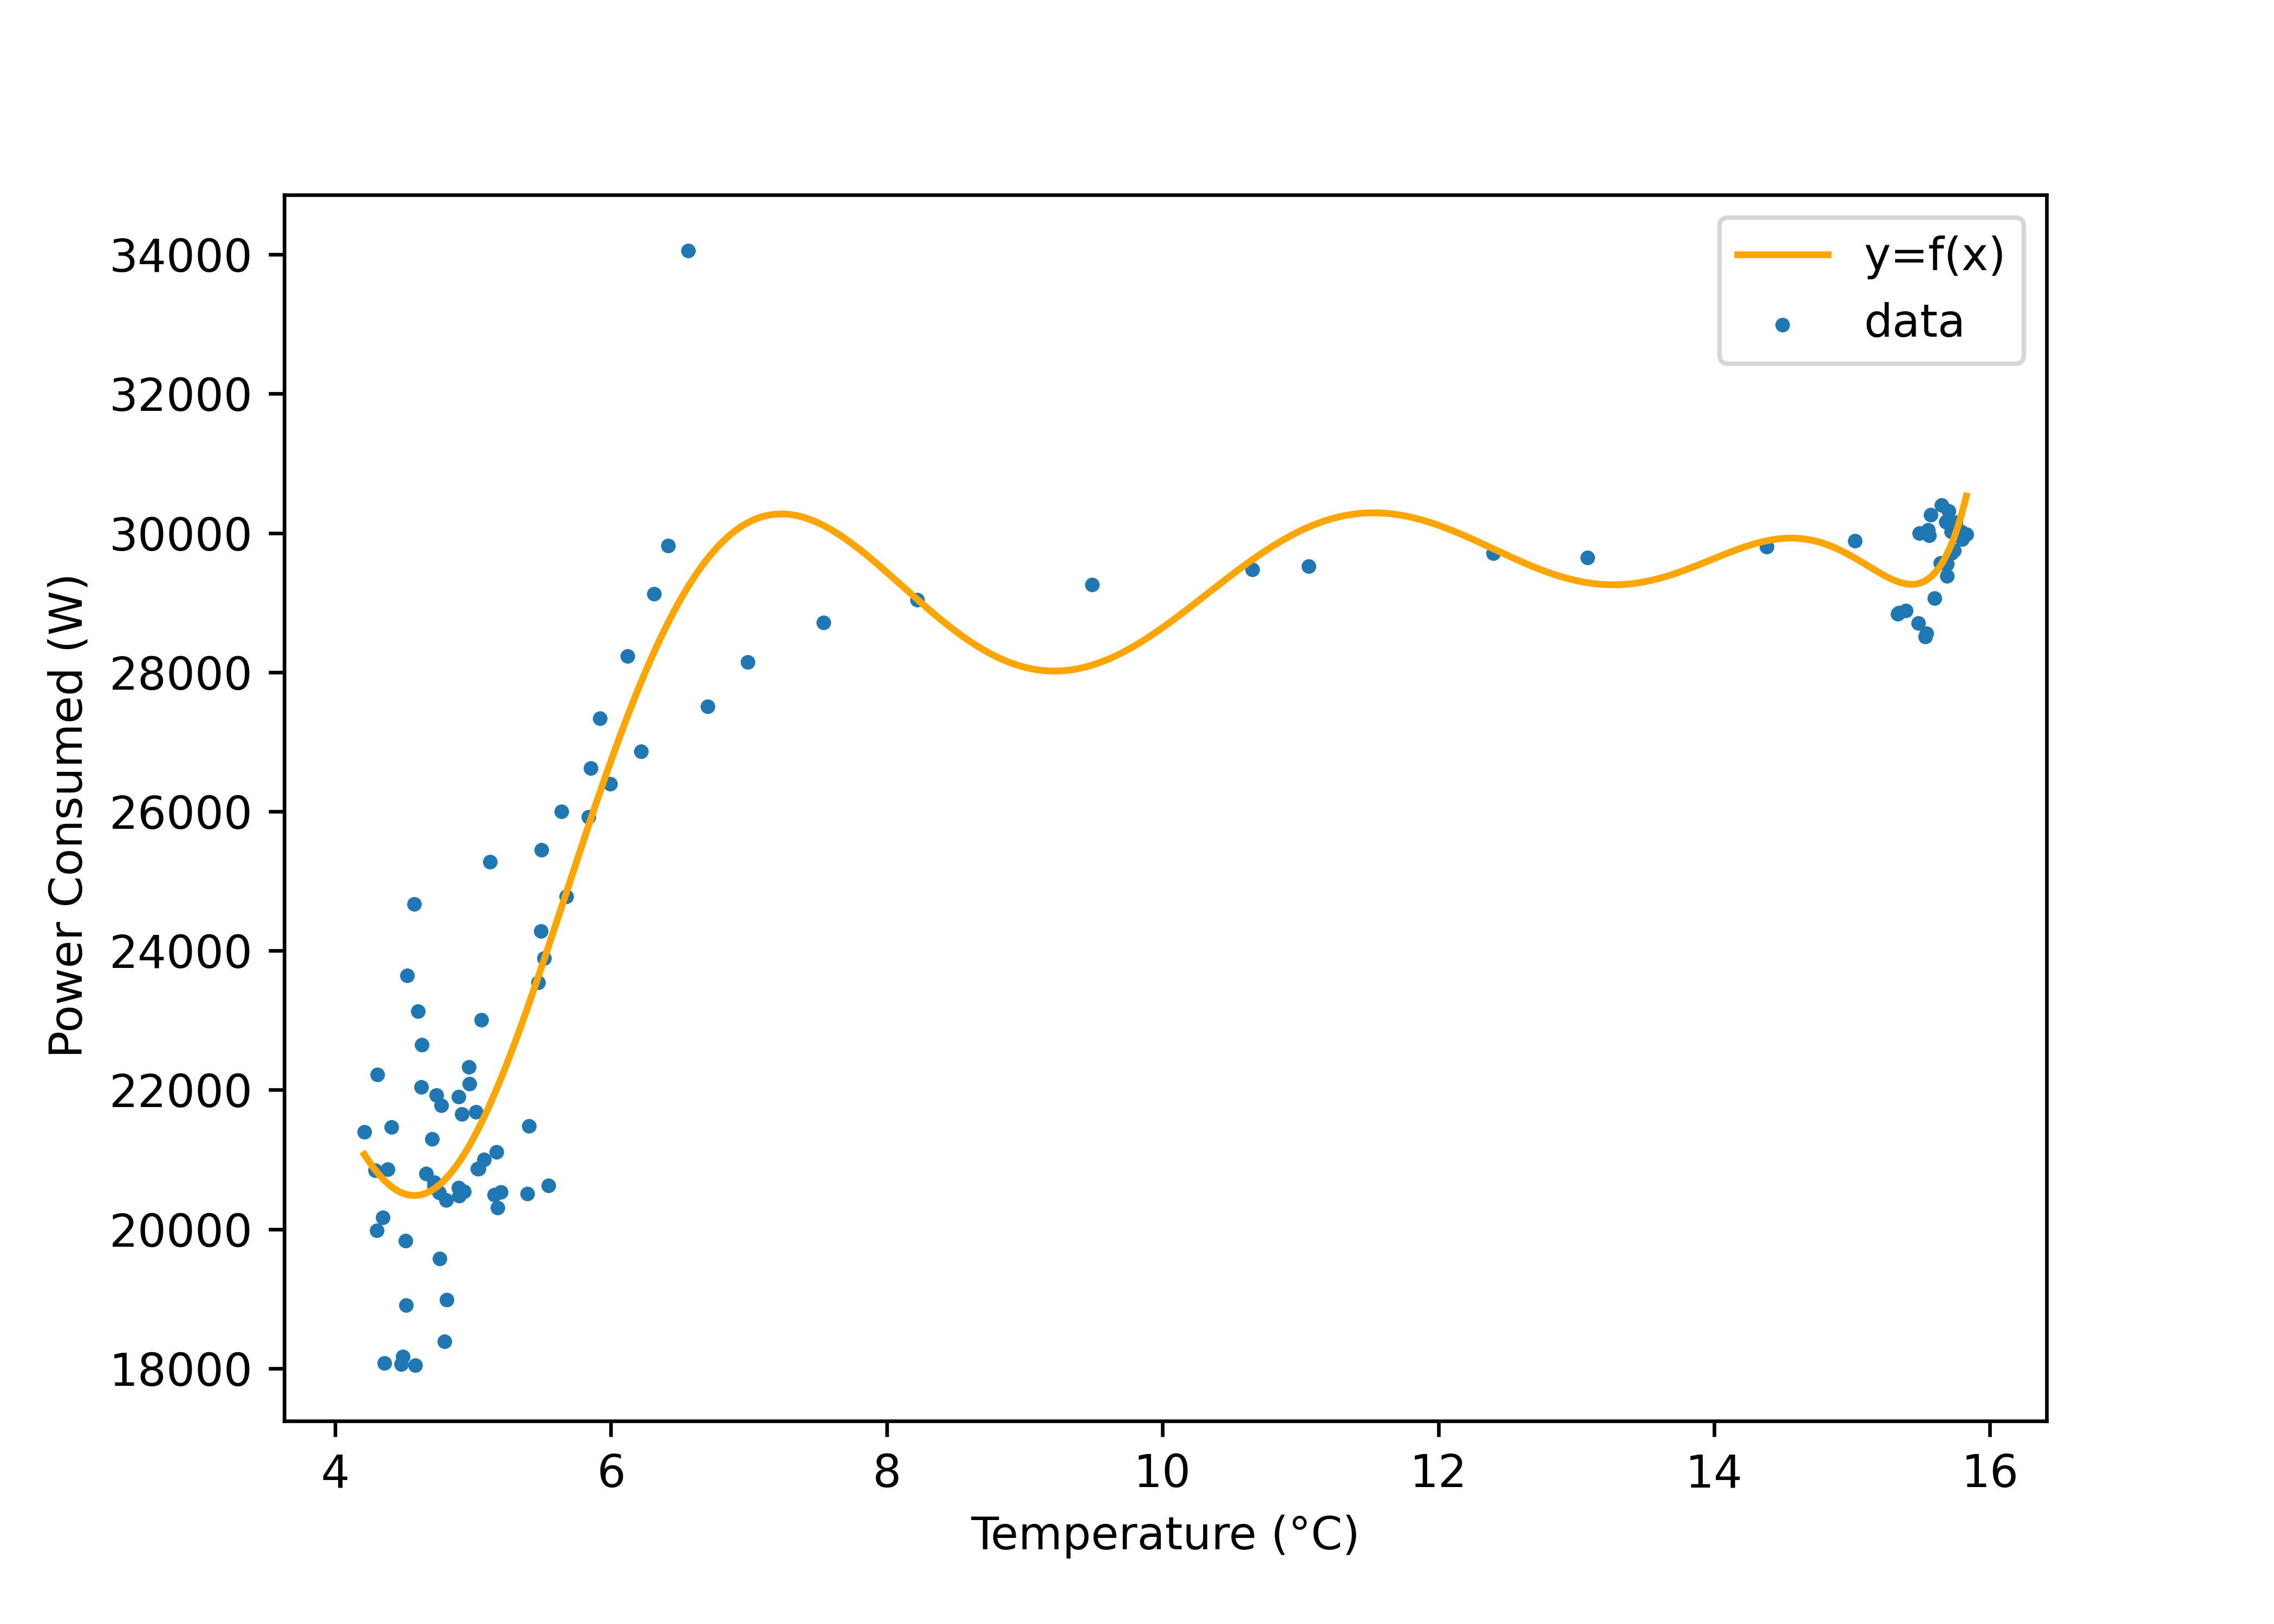 y=f(x)
data
34000
32000
30000
28000
26000
24000
22000
20000
18000
Power Consumed (W)
4 6 8 10 12 14 16
Temperature (°C)